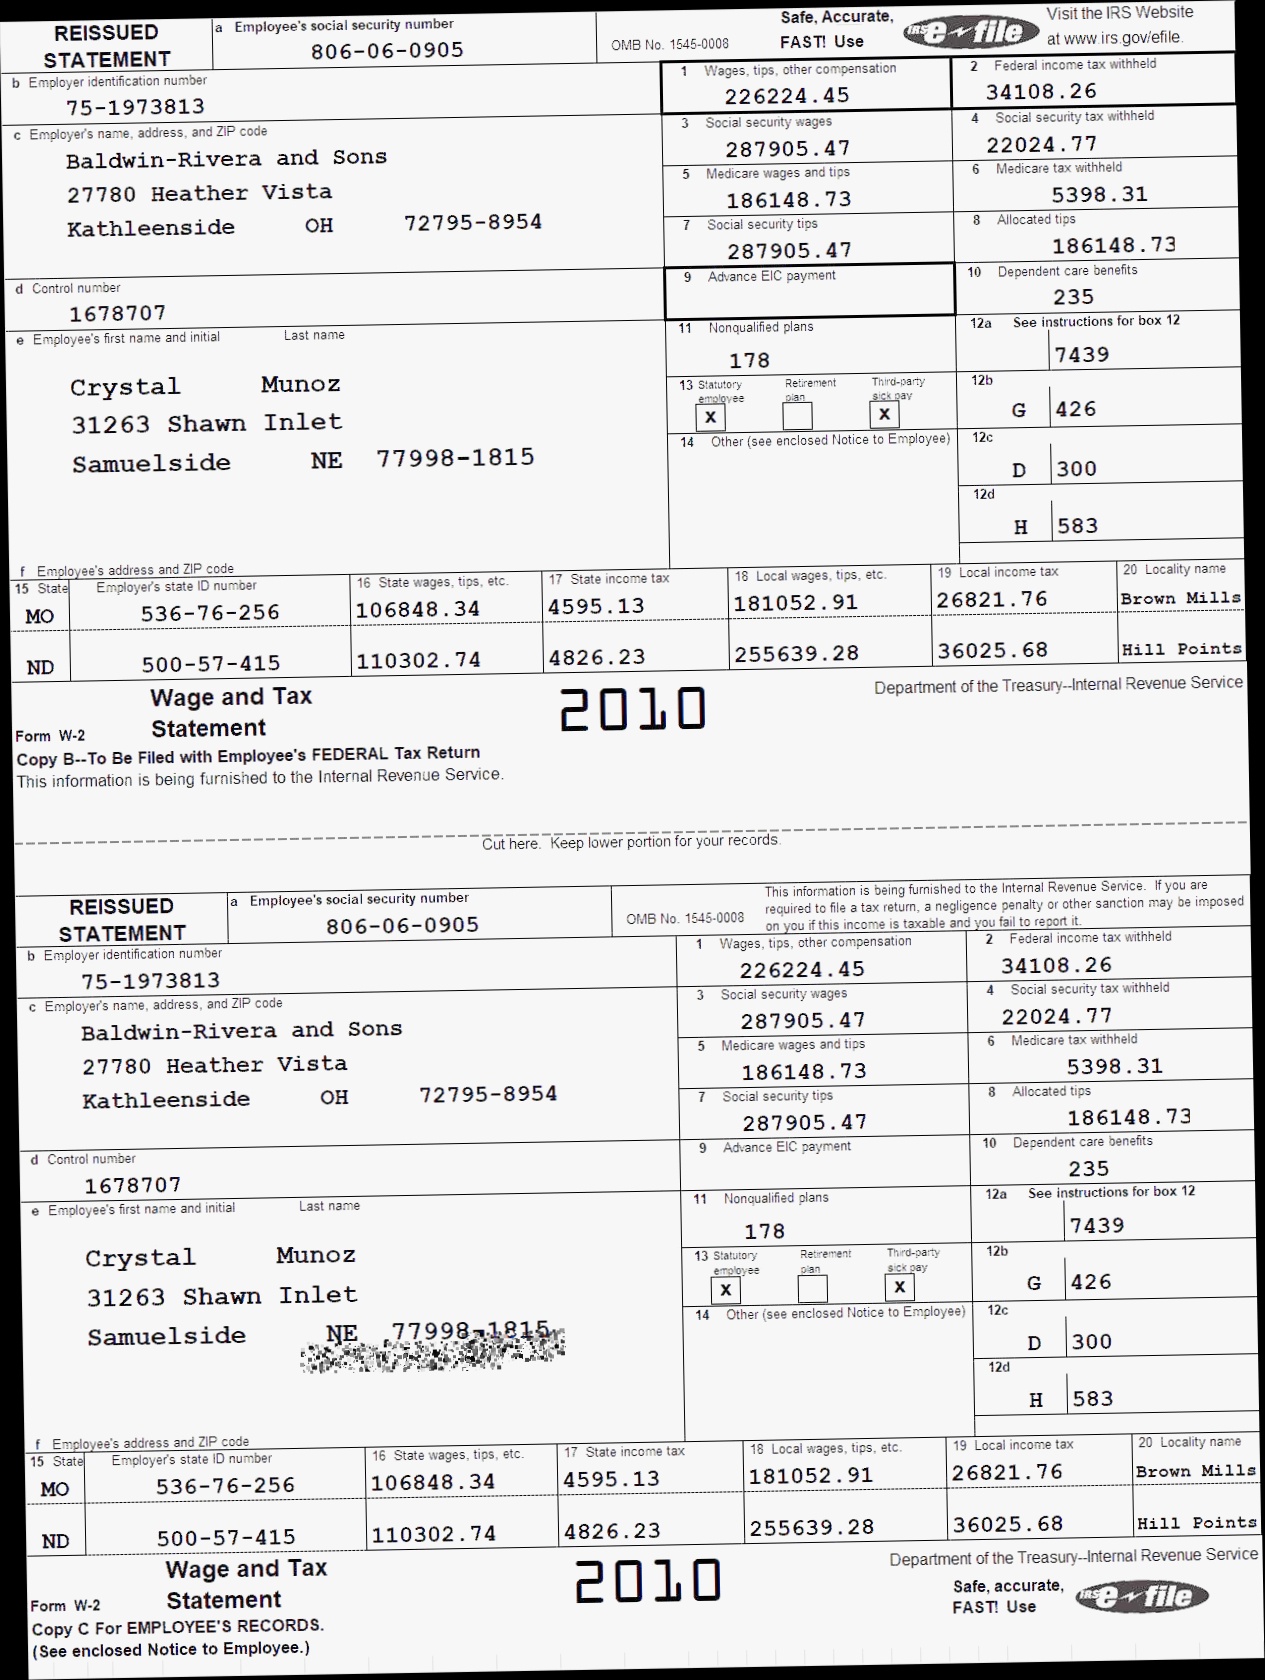 REISSUED STATEMENT
a Employee's social security number
806-06-0905
OMB No. 1545-0008
Safe, Accurate, FAST! Use
IRS e-file
Visit the IRS Website at www.irs.gov/efile.
b Employer identification number
75-1973813
1 Wages, tips, other compensation
226224.45
2 Federal income tax withheld
34108.26
c Employer's name, address, and ZIP code
Baldwin-Rivera and Sons
27780 Heather Vista
Kathleenside OH 72795-8954
3 Social security wages
287905.47
4 Social security tax withheld
22024.77
5 Medicare wages and tips
186148.73
6 Medicare tax withheld
5398.31
7 Social security tips
287905.47
8 Allocated tips
186148.73
d Control number
1678707
9 Advance EIC payment
10 Dependent care benefits
235
e Employee's first name and initial Last name
Crystal Munoz
31263 Shawn Inlet
Samuelside NE 77998-1815
11 Nonqualified plans
178
12a See instructions for box 12
7439
13 Statutory employee Retirement plan Third-party sick pay
X X
12b
G 426
14 Other (see enclosed Notice to Employee)
12c
D 300
12d
H 583
f Employee's address and ZIP code
15 State Employer's state ID number 16 State wages, tips, etc. 17 State income tax 18 Local wages, tips, etc. 19 Local income tax 20 Locality name
MO 536-76-256 106848.34 4595.13 181052.91 26821.76 Brown Mills
ND 500-57-415 110302.74 4826.23 255639.28 36025.68 Hill Points
Form W-2 Wage and Tax Statement
2010
Department of the Treasury--Internal Revenue Service
Copy B--To Be Filed with Employee's FEDERAL Tax Return
This information is being furnished to the Internal Revenue Service.
Cut here. Keep lower portion for your records.
REISSUED STATEMENT
a Employee's social security number
806-06-0905
OMB No. 1545-0008
This information is being furnished to the Internal Revenue Service. If you are
required to file a tax return, a negligence penalty or other sanction may be imposed
on you if this income is taxable and you fail to report it.
b Employer identification number
75-1973813
1 Wages, tips, other compensation
226224.45
2 Federal income tax withheld
34108.26
c Employer's name, address, and ZIP code
Baldwin-Rivera and Sons
27780 Heather Vista
Kathleenside OH 72795-8954
3 Social security wages
287905.47
4 Social security tax withheld
22024.77
5 Medicare wages and tips
186148.73
6 Medicare tax withheld
5398.31
7 Social security tips
287905.47
8 Allocated tips
186148.73
d Control number
1678707
9 Advance EIC payment
10 Dependent care benefits
235
e Employee's first name and initial Last name
Crystal Munoz
31263 Shawn Inlet
Samuelside NE 77998-1815
11 Nonqualified plans
178
12a See instructions for box 12
7439
13 Statutory employee Retirement plan Third-party sick pay
X X
12b
G 426
14 Other (see enclosed Notice to Employee)
12c
D 300
12d
H 583
f Employee's address and ZIP code
15 State Employer's state ID number 16 State wages, tips, etc. 17 State income tax 18 Local wages, tips, etc. 19 Local income tax 20 Locality name
MO 536-76-256 106848.34 4595.13 181052.91 26821.76 Brown Mills
ND 500-57-415 110302.74 4826.23 255639.28 36025.68 Hill Points
Form W-2 Wage and Tax Statement
2010
Department of the Treasury--Internal Revenue Service
Safe, accurate, FAST! Use
IRS e-file
Copy C For EMPLOYEE'S RECORDS.
(See enclosed Notice to Employee.)